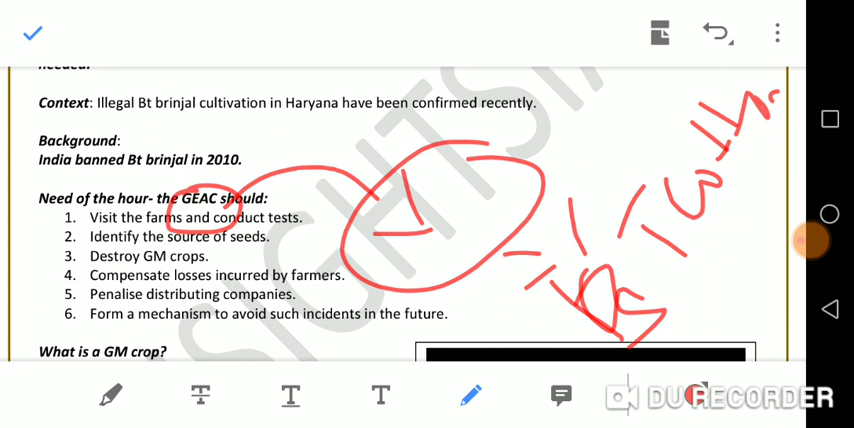 needed.
Context: Illegal Bt brinjal cultivation in Haryana have been confirmed recently.
Background:
India banned Bt brinjal in 2010.
Need of the hour- the GEAC should:
1. Visit the farms and conduct tests.
2. Identify the source of seeds.
3. Destroy GM crops.
4. Compensate losses incurred by farmers.
5. Penalise distributing companies.
6. Form a mechanism to avoid such incidents in the future.
What is a GM crop?
DU RECORDER